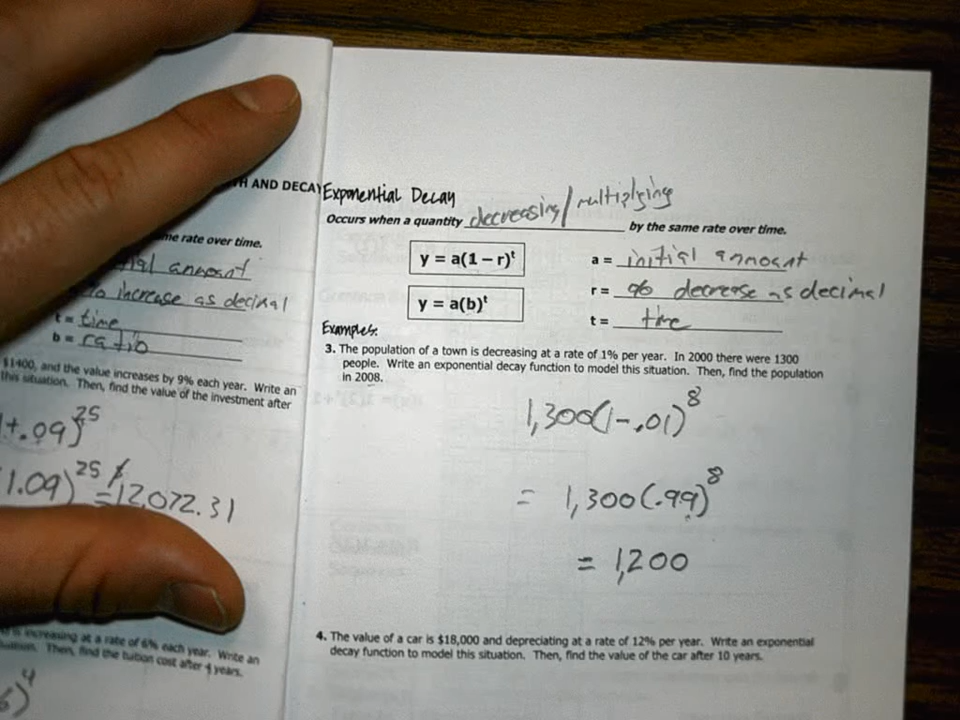 AND DECAY
me rate over time.
annount
increase as decimal
t = time
b = ratio
$1400, and the value increases by 9% each year. Write an
this situation. Then, find the value of the investment after
+.09)^25
1.09)^25 = $12,072.31
is increasing at a rate of 6% each year. Write an
Then, find the tuition cost after 4 years.
)^4
Exponential Decay
Occurs when a quantity decreasing/multiplying by the same rate over time.
y = a(1 – r)^t
y = a(b)^t
a = initial annoant
r = % decrease as decimal
t = time
Examples:
3. The population of a town is decreasing at a rate of 1% per year. In 2000 there were 1300
people. Write an exponential decay function to model this situation. Then, find the population
in 2008.
1,300(1-.01)^8
= 1,300(.99)^8
= 1,200
4. The value of a car is $18,000 and depreciating at a rate of 12% per year. Write an exponential
decay function to model this situation. Then, find the value of the car after 10 years.